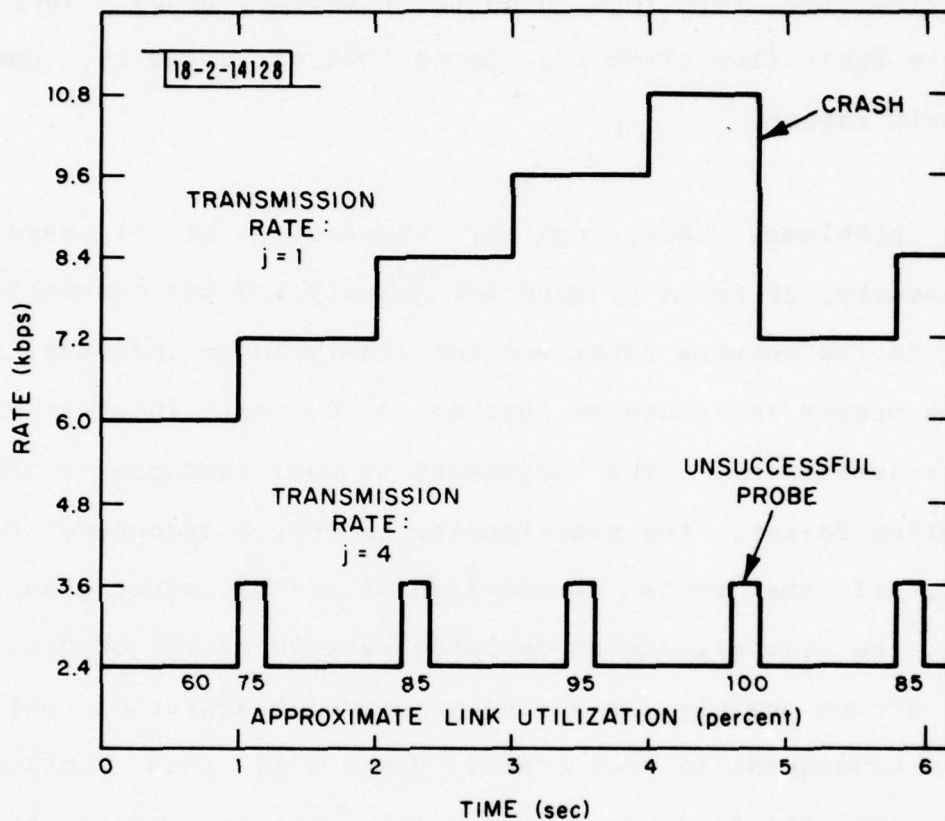 18-2-14128
10.8
CRASH
9.6
TRANSMISSION
RATE:
j = 1
8.4
7.2
RATE (kbps)
6.0
UNSUCCESSFUL
PROBE
4.8
TRANSMISSION
RATE:
j = 4
3.6
2.4
60 75 85 95 100 85
APPROXIMATE LINK UTILIZATION (percent)
0 1 2 3 4 5 6
TIME (sec)